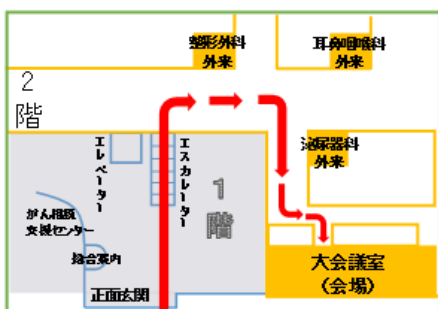 整形外科
外来
耳鼻咽喉科
外来
2
階
泌尿器科
外来
エレベーター
エスカレーター
1
階
がん相談
支援センター
総合案内
正面玄関
大会議室
(会場)